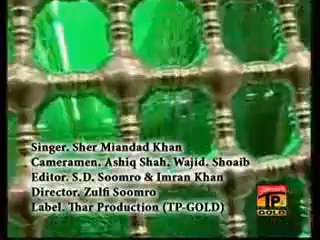 Singer. Sher Miandad Khan
Cameramen. Ashiq Shah, Wajid, Shoaib
Editor. S.D. Soomro & Imran Khan
Director. Zulfi Soomro
Label. Thar Production (TP-GOLD)
TP
GOLD